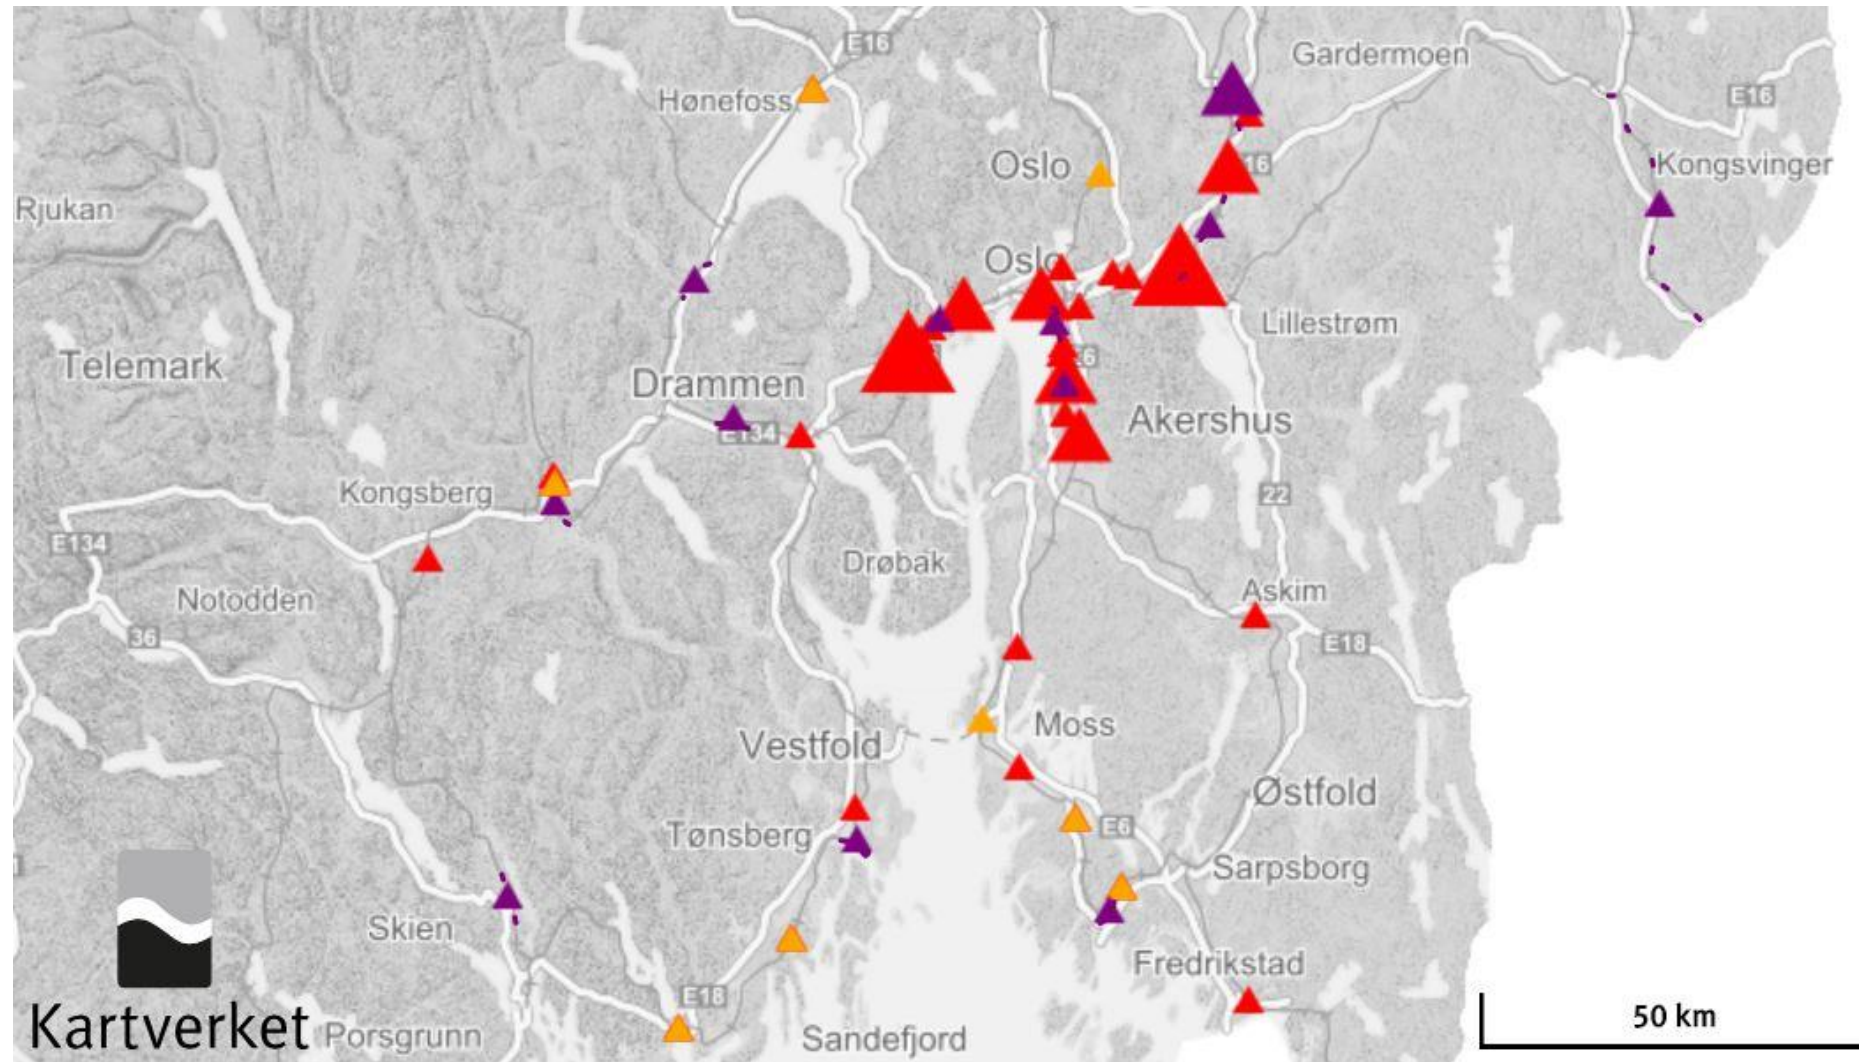 E16
Gardermoen
Hønefoss
E16
Oslo
16
Kongsvinger
Rjukan
Oslo
Lillestrøm
Telemark
Drammen
E134
Akershus
Kongsberg
22
E134
Drøbak
Askim
Notodden
36
E18
Moss
Vestfold
Østfold
Tønsberg
E6
Sarpsborg
Skien
Fredrikstad
E18
50 km
Kartverket
Porsgrunn
Sandefjord